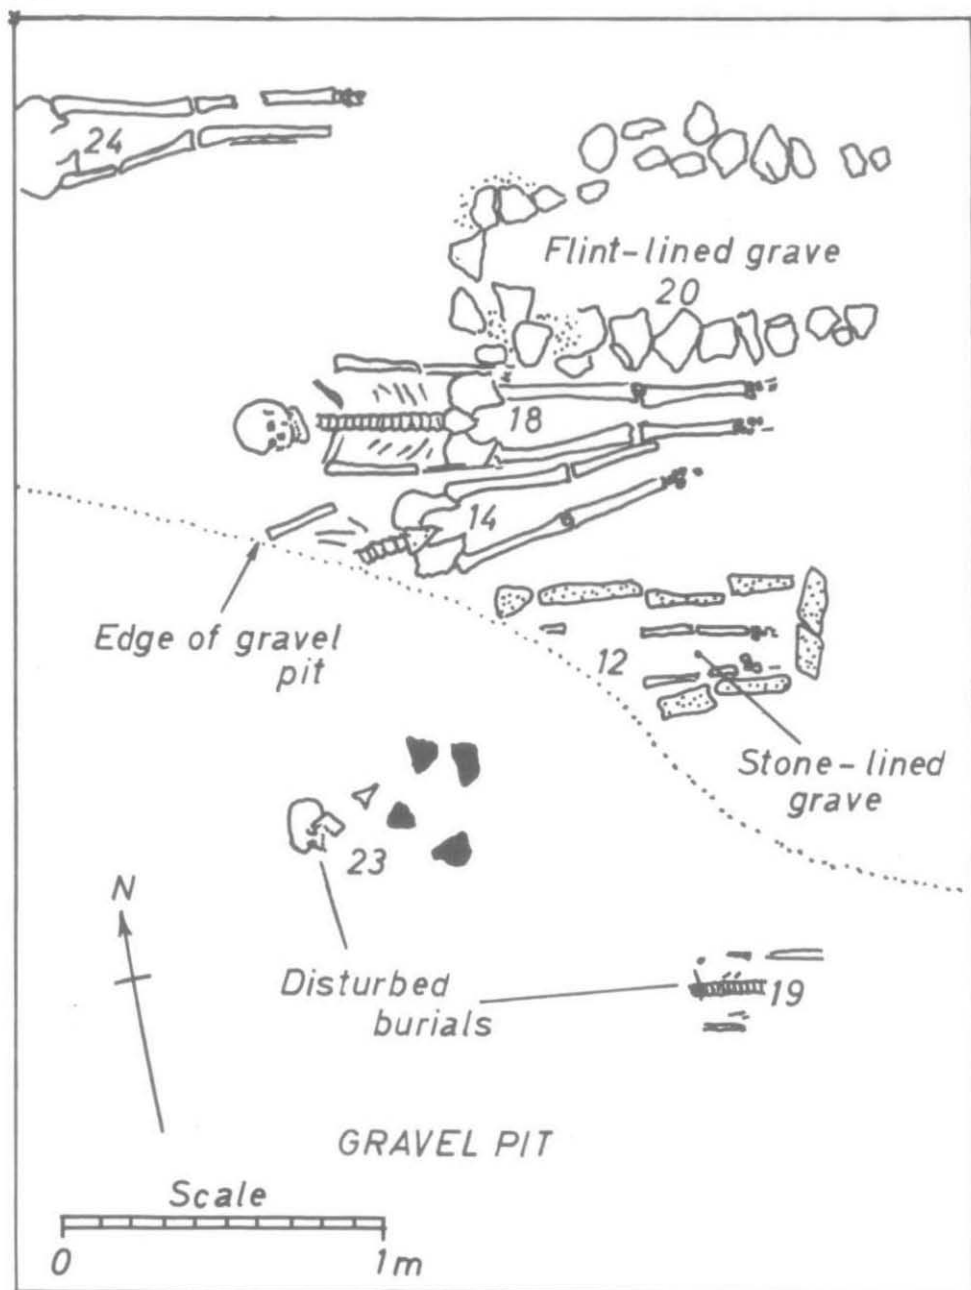 24
Flint-lined grave
20
18
14
Edge of gravel
pit
12
Stone-lined
grave
23
N
Disturbed
burials
19
GRAVEL PIT
Scale
0 1m